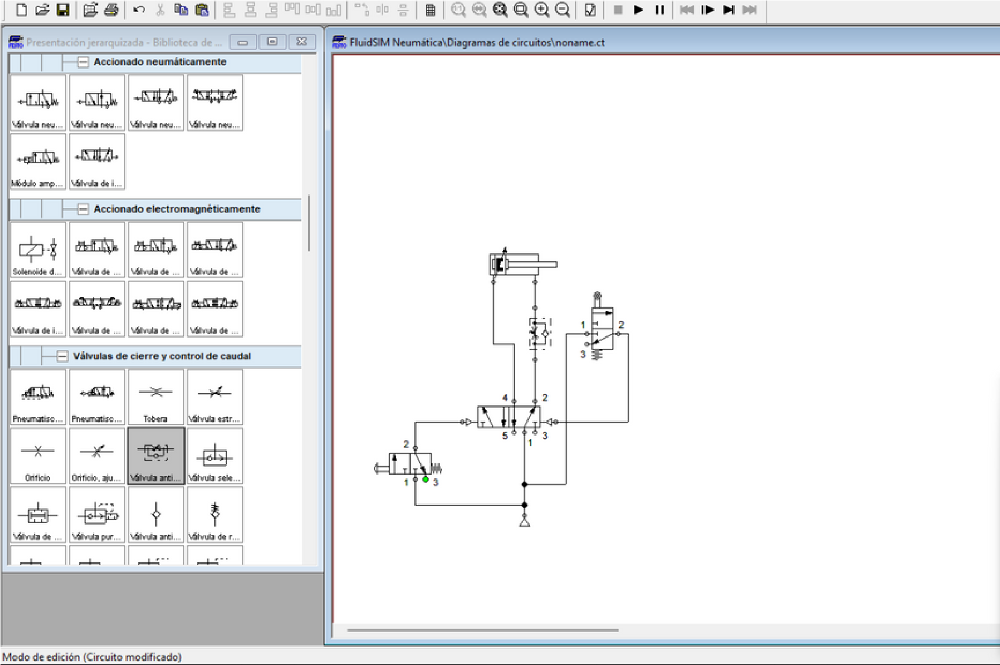 Presentación jerarquizada - Biblioteca de ...
Accionado neumáticamente
Válvula neu...
Válvula neu...
Válvula neu...
Válvula neu...
Módulo amp...
Válvula de i...
Accionado electromagnéticamente
Solenoide d...
Válvula de ...
Válvula de ...
Válvula de ...
Válvula de i...
Válvula de ...
Válvula de ...
Válvula de ...
Válvulas de cierre y control de caudal
Pneumatisc...
Pneumatisc...
Tobera
Válvula estr...
Orificio
Orificio, aju...
Válvula anti...
Válvula sele...
Válvula de ...
Válvula pur...
Válvula anti...
Válvula de r...
FESTO
FluidSIM Neumática\Diagramas de circuitos\noname.ct
1
2
3
4
2
5
1
3
2
1
3
Modo de edición (Circuito modificado)